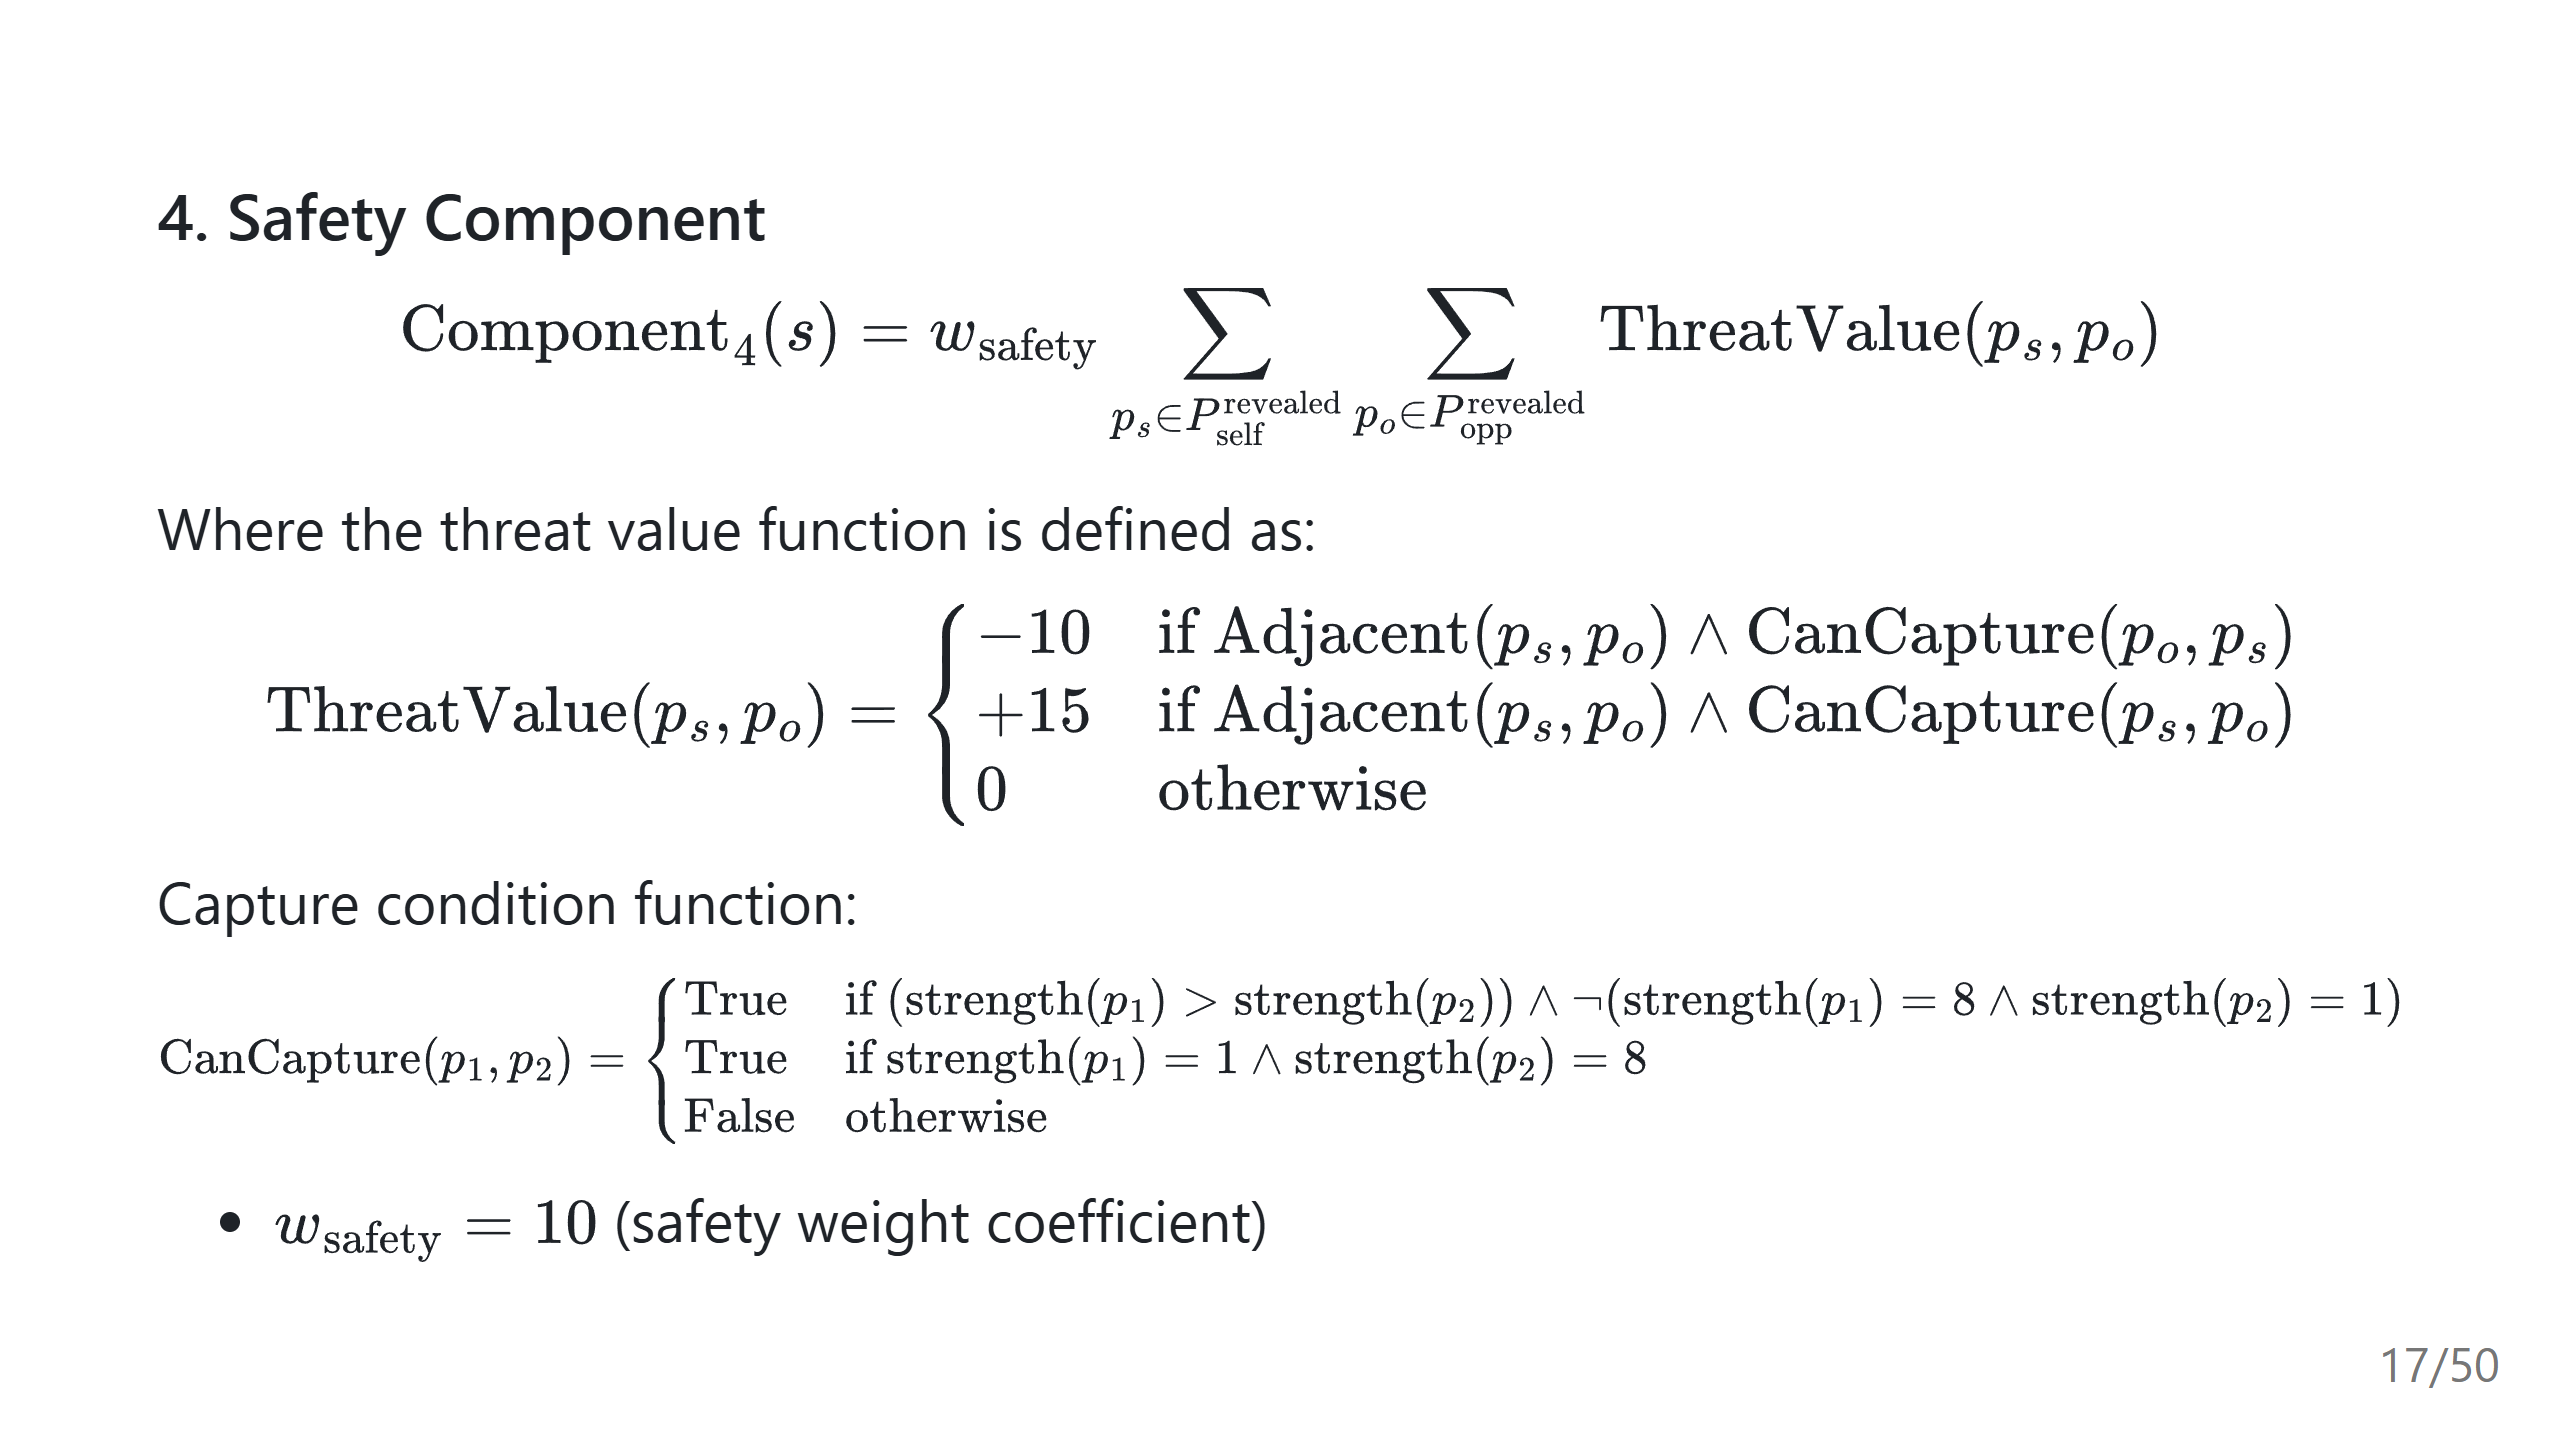 4. Safety Component
Component₄(s) = w_safety ∑_{p_s∈P_self^revealed} ∑_{p_o∈P_opp^revealed} ThreatValue(p_s, p_o)
Where the threat value function is defined as:
ThreatValue(p_s, p_o) = {
−10 if Adjacent(p_s, p_o) ∧ CanCapture(p_o, p_s)
+15 if Adjacent(p_s, p_o) ∧ CanCapture(p_s, p_o)
0 otherwise
Capture condition function:
CanCapture(p₁, p₂) = {
True if (strength(p₁) > strength(p₂)) ∧ ¬(strength(p₁) = 8 ∧ strength(p₂) = 1)
True if strength(p₁) = 1 ∧ strength(p₂) = 8
False otherwise
• w_safety = 10 (safety weight coefficient)
17/50